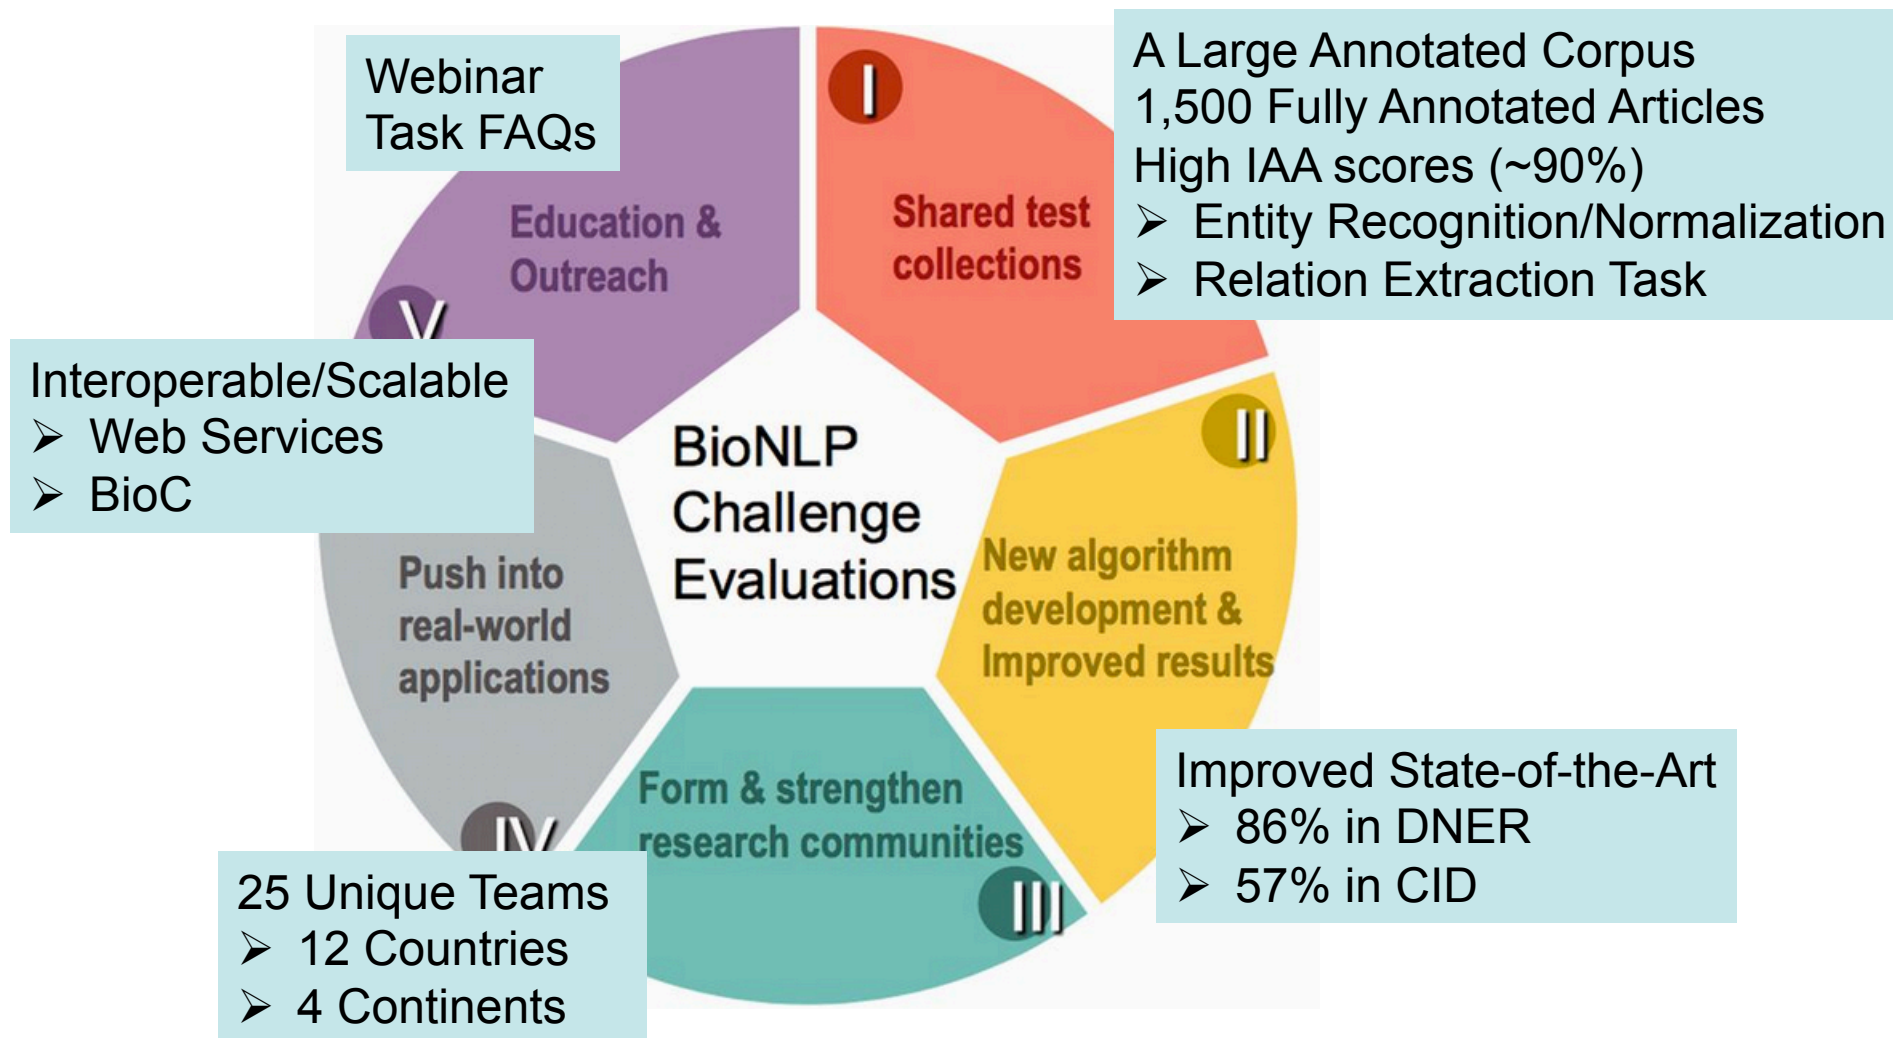 Webinar
Task FAQs
I
A Large Annotated Corpus
1,500 Fully Annotated Articles
High IAA scores (~90%)
➢ Entity Recognition/Normalization
➢ Relation Extraction Task
Education &
Outreach
Shared test
collections
V
Interoperable/Scalable
➢ Web Services
➢ BioC
II
BioNLP
Challenge
Evaluations
New algorithm
development &
Improved results
Push into
real-world
applications
Improved State-of-the-Art
➢ 86% in DNER
➢ 57% in CID
Form & strengthen
research communities
IV
III
25 Unique Teams
➢ 12 Countries
➢ 4 Continents